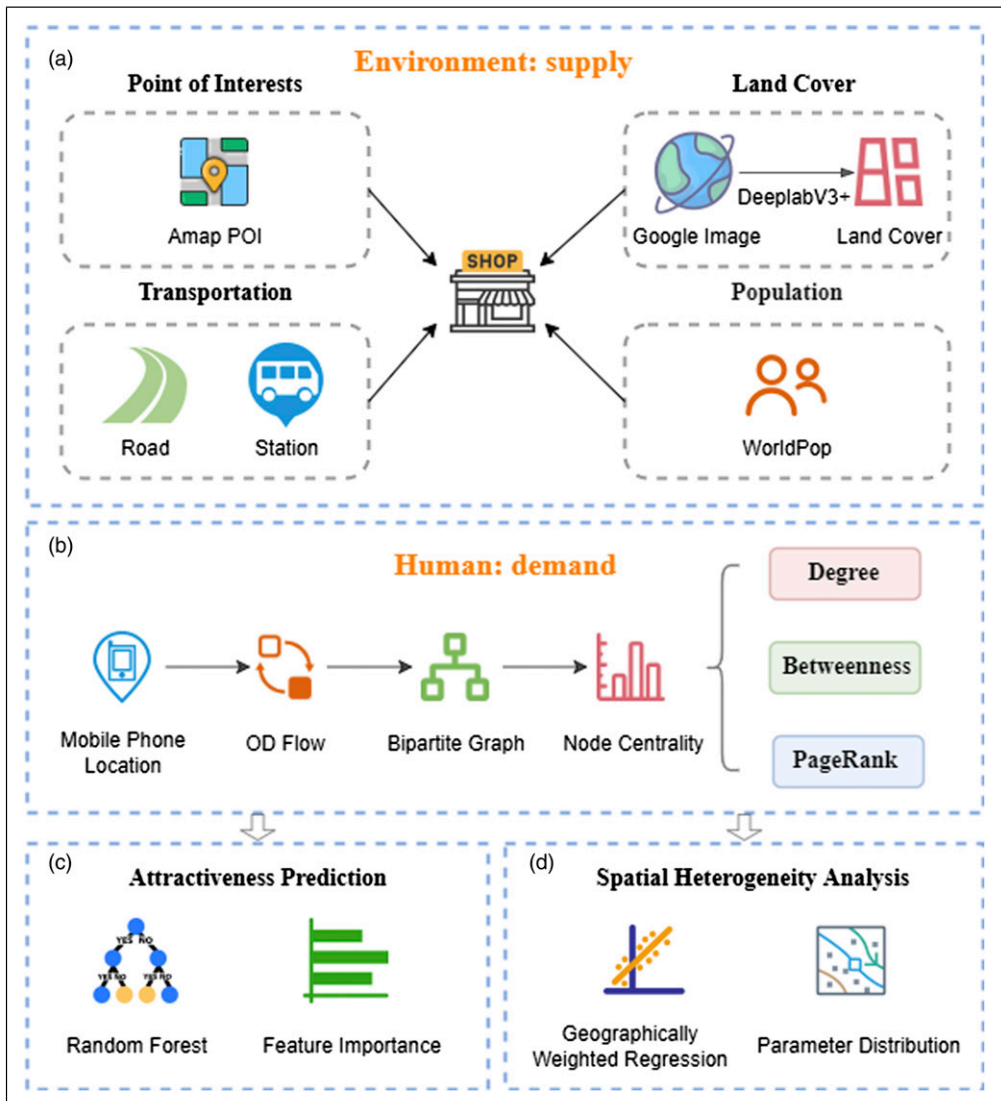 (a)
Environment: supply
Point of Interests
Land Cover
Amap POI
DeeplabV3+
Google Image
Land Cover
SHOP
Transportation
Population
Road
Station
WorldPop
(b)
Human: demand
Degree
Betweenness
PageRank
Mobile Phone
Location
OD Flow
Bipartite Graph
Node Centrality
(c)
Attractiveness Prediction
YES NO
YES NO YES NO
Random Forest
Feature Importance
(d)
Spatial Heterogeneity Analysis
Geographically
Weighted Regression
Parameter Distribution